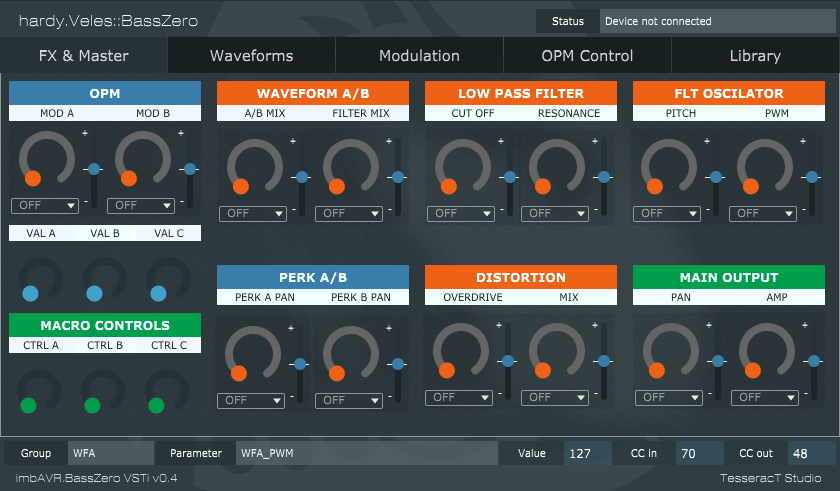 hardy.Veles::BassZero
Status Device not connected
FX & Master Waveforms Modulation OPM Control Library
OPM WAVEFORM A/B LOW PASS FILTER FLT OSCILATOR
MOD A MOD B A/B MIX FILTER MIX CUT OFF RESONANCE PITCH PWM
+ + + + + + + +
- - - - - - - -
OFF OFF OFF OFF OFF OFF OFF OFF
VAL A VAL B VAL C
PERK A/B DISTORTION MAIN OUTPUT
PERK A PAN PERK B PAN OVERDRIVE MIX PAN AMP
MACRO CONTROLS
CTRL A CTRL B CTRL C
+ + + + + +
- - - - - -
OFF OFF OFF OFF OFF OFF
Group WFA Parameter WFA_PWM Value 127 CC in 70 CC out 48
imbAVR.BassZero VSTi v0.4 TesseracT Studio